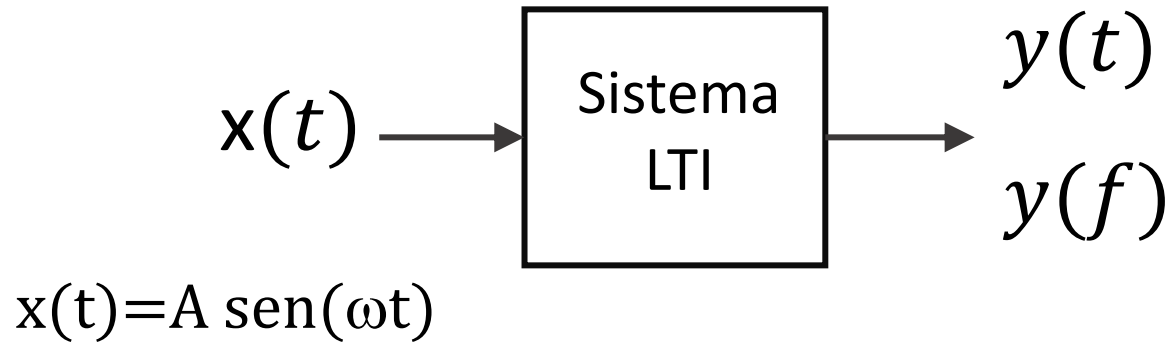 x(t)
Sistema
LTI
y(t)
y(f)
x(t)=A sen(ωt)